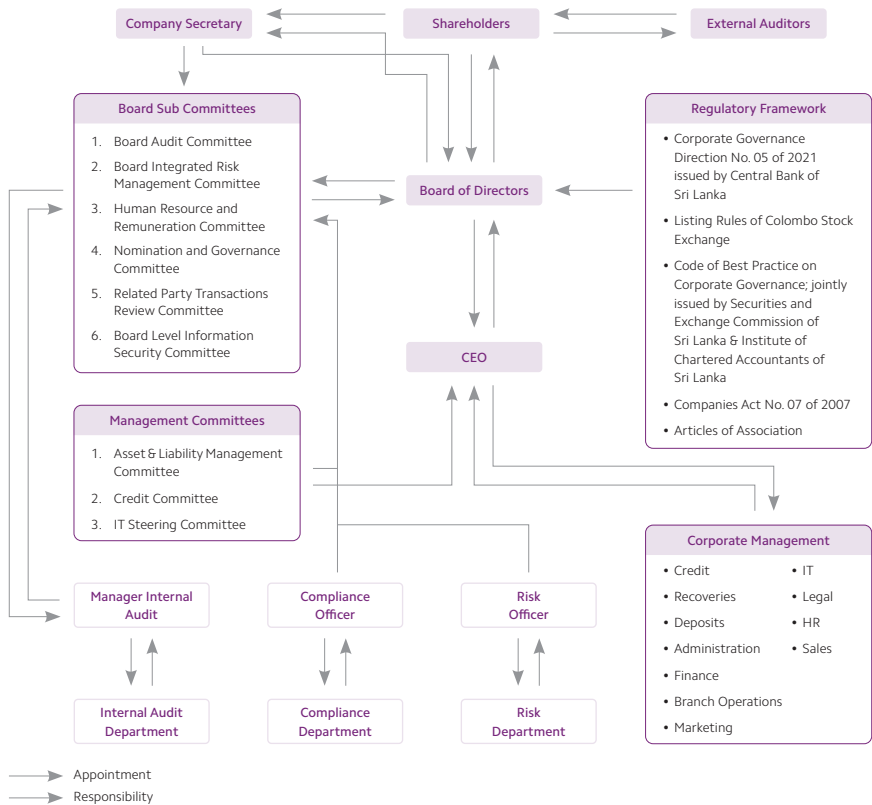 Company Secretary
Shareholders
External Auditors
Board Sub Committees
1. Board Audit Committee
2. Board Integrated Risk
Management Committee
3. Human Resource and
Remuneration Committee
4. Nomination and Governance
Committee
5. Related Party Transactions
Review Committee
6. Board Level Information
Security Committee
Board of Directors
Regulatory Framework
• Corporate Governance
Direction No. 05 of 2021
issued by Central Bank of
Sri Lanka
• Listing Rules of Colombo Stock
Exchange
• Code of Best Practice on
Corporate Governance; jointly
issued by Securities and
Exchange Commission of
Sri Lanka & Institute of
Chartered Accountants of
Sri Lanka
• Companies Act No. 07 of 2007
• Articles of Association
CEO
Management Committees
1. Asset & Liability Management
Committee
2. Credit Committee
3. IT Steering Committee
Corporate Management
• Credit
• Recoveries
• Deposits
• Administration
• Finance
• Branch Operations
• Marketing
• IT
• Legal
• HR
• Sales
Manager Internal
Audit
Compliance
Officer
Risk
Officer
Internal Audit
Department
Compliance
Department
Risk
Department
Appointment
Responsibility